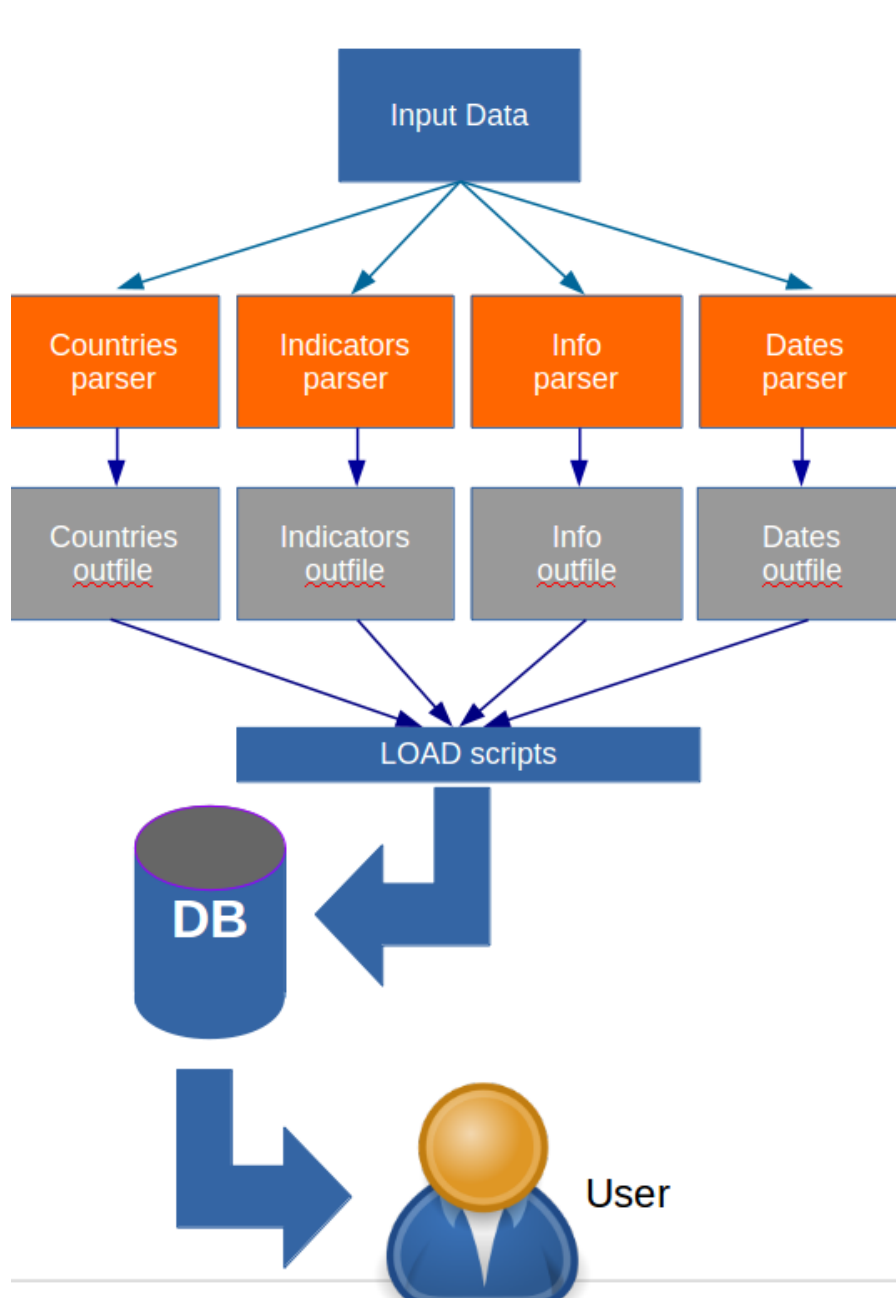 Input Data
Countries
parser
Indicators
parser
Info
parser
Dates
parser
Countries
outfile
Indicators
outfile
Info
outfile
Dates
outfile
LOAD scripts
DB
User